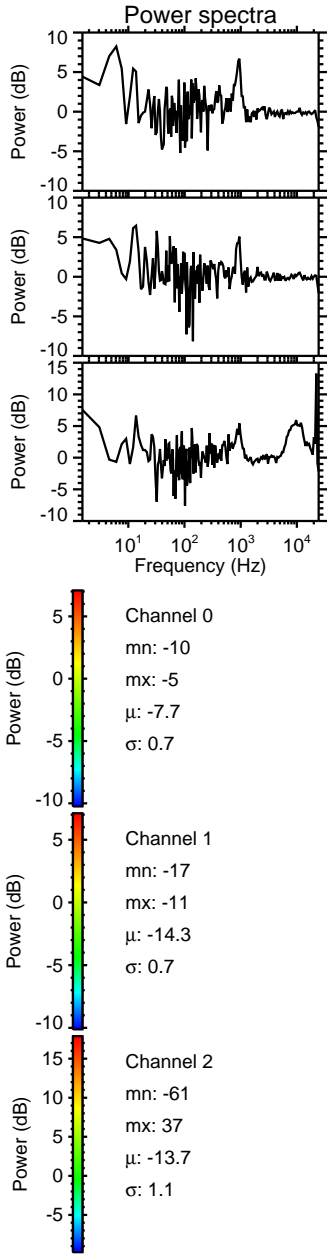 Power spectra
10
5
0
-5
-10
Power (dB)
10
5
0
-5
-10
Power (dB)
15
10
5
0
-5
-10
Power (dB)
10¹ 10² 10³ 10⁴
Frequency (Hz)
5
0
-5
-10
Power (dB)
Channel 0
mn: -10
mx: -5
μ: -7.7
σ: 0.7
5
0
-5
-10
Power (dB)
Channel 1
mn: -17
mx: -11
μ: -14.3
σ: 0.7
15
10
5
0
-5
Power (dB)
Channel 2
mn: -61
mx: 37
μ: -13.7
σ: 1.1